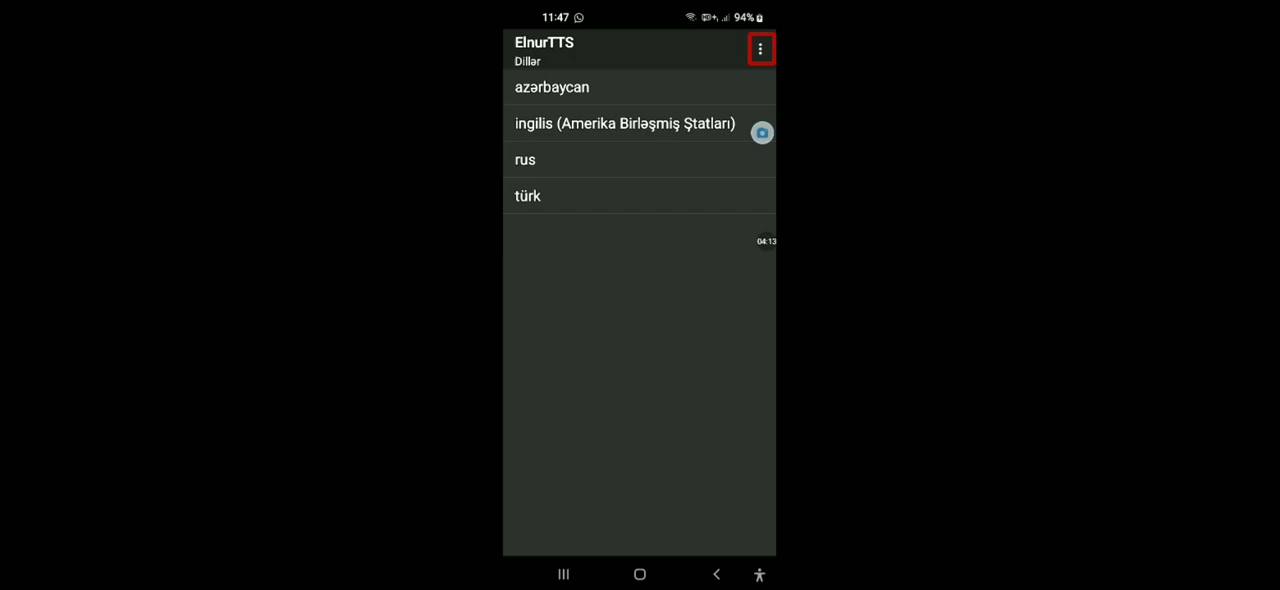 11:47 94%
ElnurTTS
Dillər
azərbaycan
ingilis (Amerika Birləşmiş Ştatları)
rus
türk
04:13